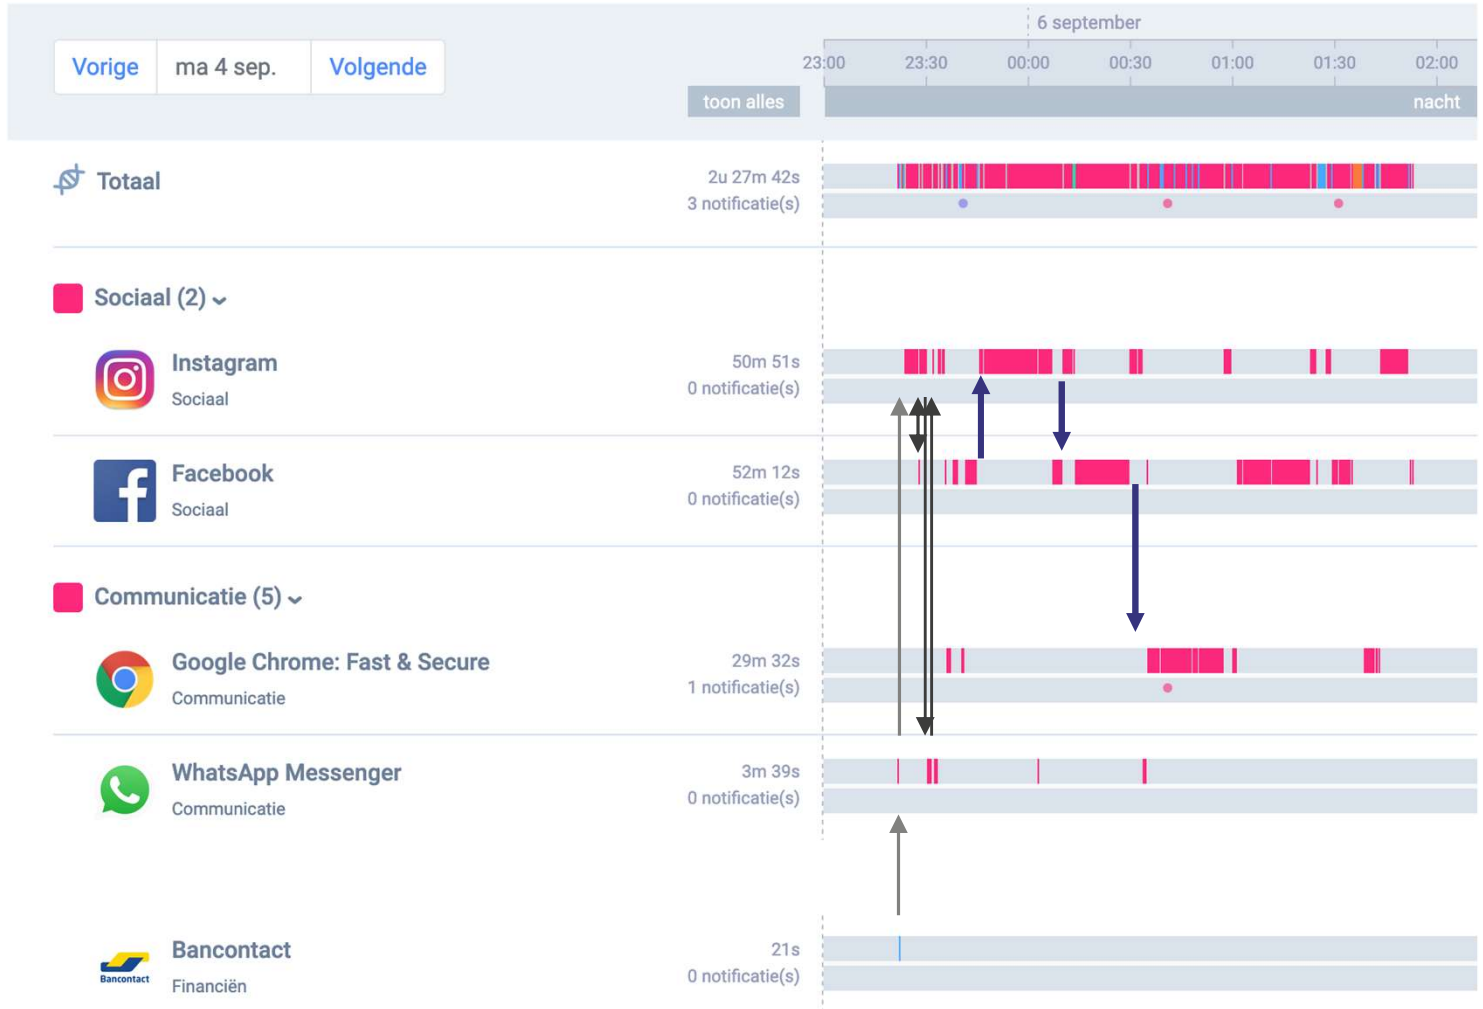 6 september
Vorige ma 4 sep. Volgende
23:00 23:30 00:00 00:30 01:00 01:30 02:00
toon alles nacht
Totaal 2u 27m 42s
3 notificatie(s)
Sociaal (2)
Instagram 50m 51s
Sociaal 0 notificatie(s)
Facebook 52m 12s
Sociaal 0 notificatie(s)
Communicatie (5)
Google Chrome: Fast & Secure 29m 32s
Communicatie 1 notificatie(s)
WhatsApp Messenger 3m 39s
Communicatie 0 notificatie(s)
Bancontact 21s
Bancontact
Financiën 0 notificatie(s)